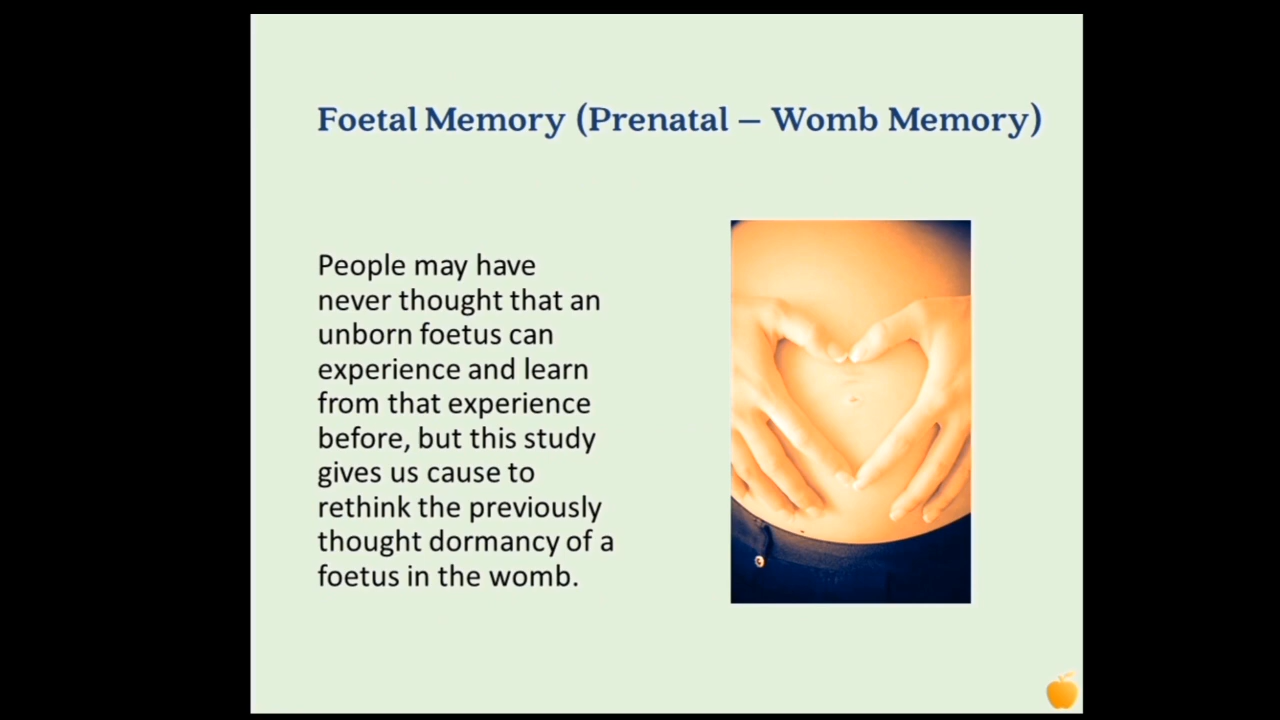 Foetal Memory (Prenatal – Womb Memory)
People may have
never thought that an
unborn foetus can
experience and learn
from that experience
before, but this study
gives us cause to
rethink the previously
thought dormancy of a
foetus in the womb.